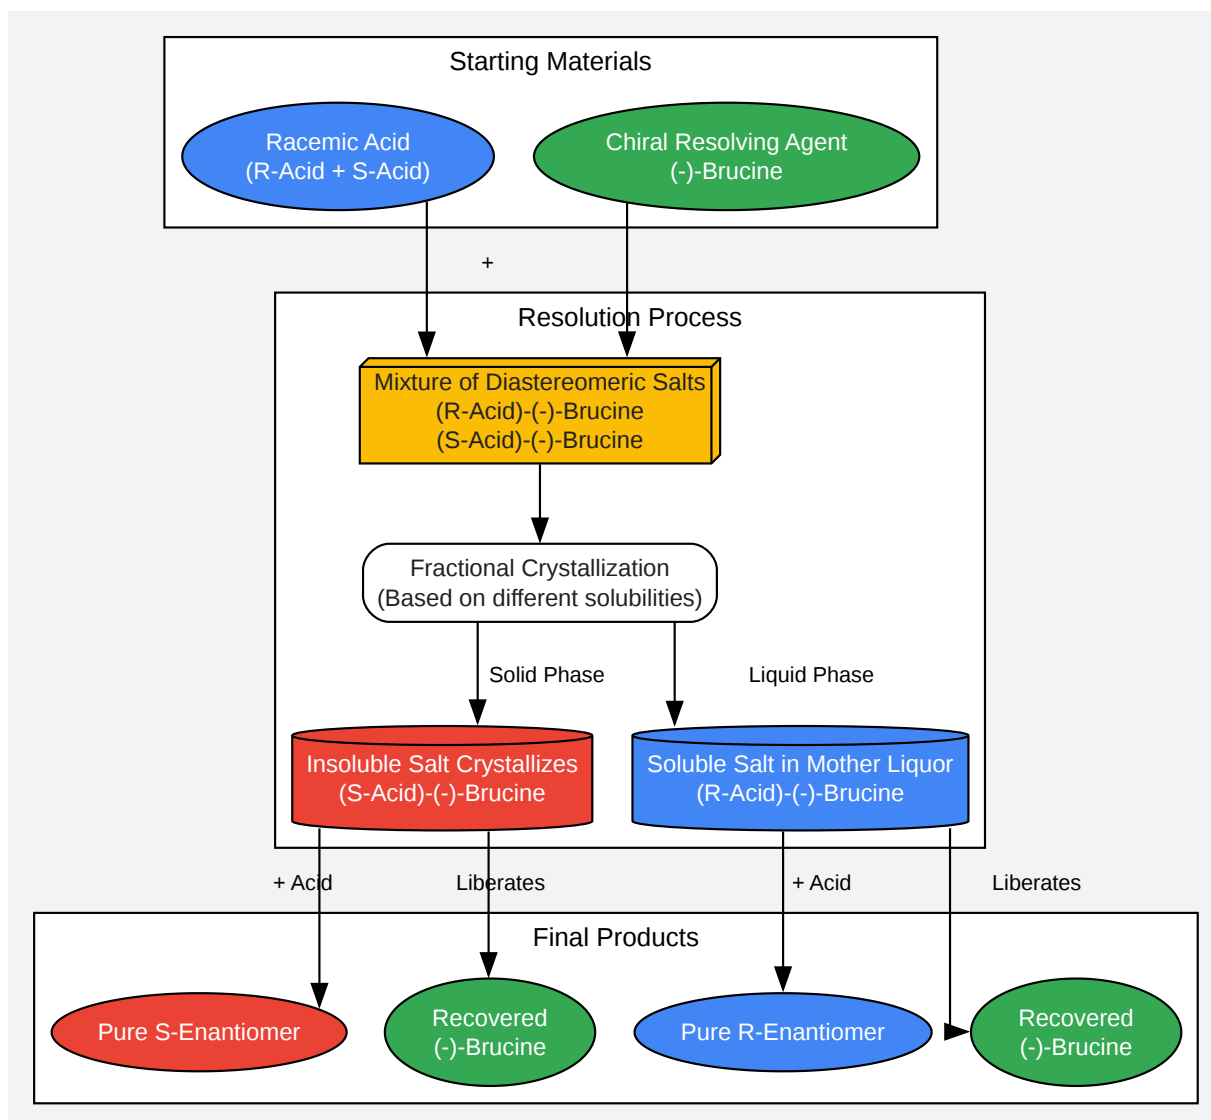 Starting Materials
Racemic Acid
(R-Acid + S-Acid)
Chiral Resolving Agent
(-)-Brucine
+
Resolution Process
Mixture of Diastereomeric Salts
(R-Acid)-(-)-Brucine
(S-Acid)-(-)-Brucine
Fractional Crystallization
(Based on different solubilities)
Solid Phase
Liquid Phase
Insoluble Salt Crystallizes
(S-Acid)-(-)-Brucine
Soluble Salt in Mother Liquor
(R-Acid)-(-)-Brucine
+ Acid
Liberates
+ Acid
Liberates
Final Products
Pure S-Enantiomer
Recovered
(-)-Brucine
Pure R-Enantiomer
Recovered
(-)-Brucine